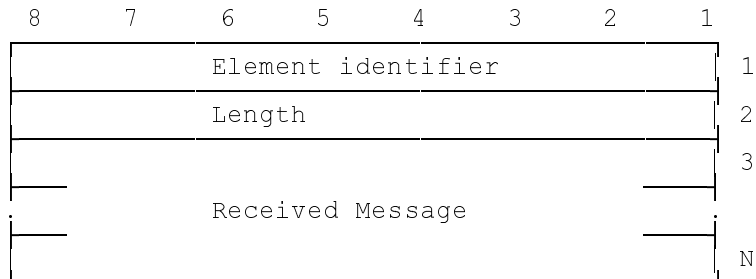 8 7 6 5 4 3 2 1
Element identifier 1
Length 2
3
. Received Message .
N